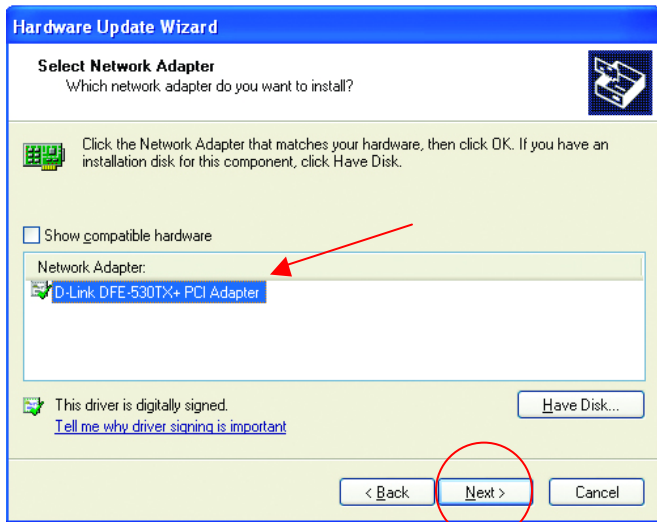 Hardware Update Wizard
Select Network Adapter
Which network adapter do you want to install?
Click the Network Adapter that matches your hardware, then click OK. If you have an
installation disk for this component, click Have Disk.
Show compatible hardware
Network Adapter:
D-Link DFE-530TX+ PCI Adapter
This driver is digitally signed.
Tell me why driver signing is important
Have Disk...
< Back
Next >
Cancel